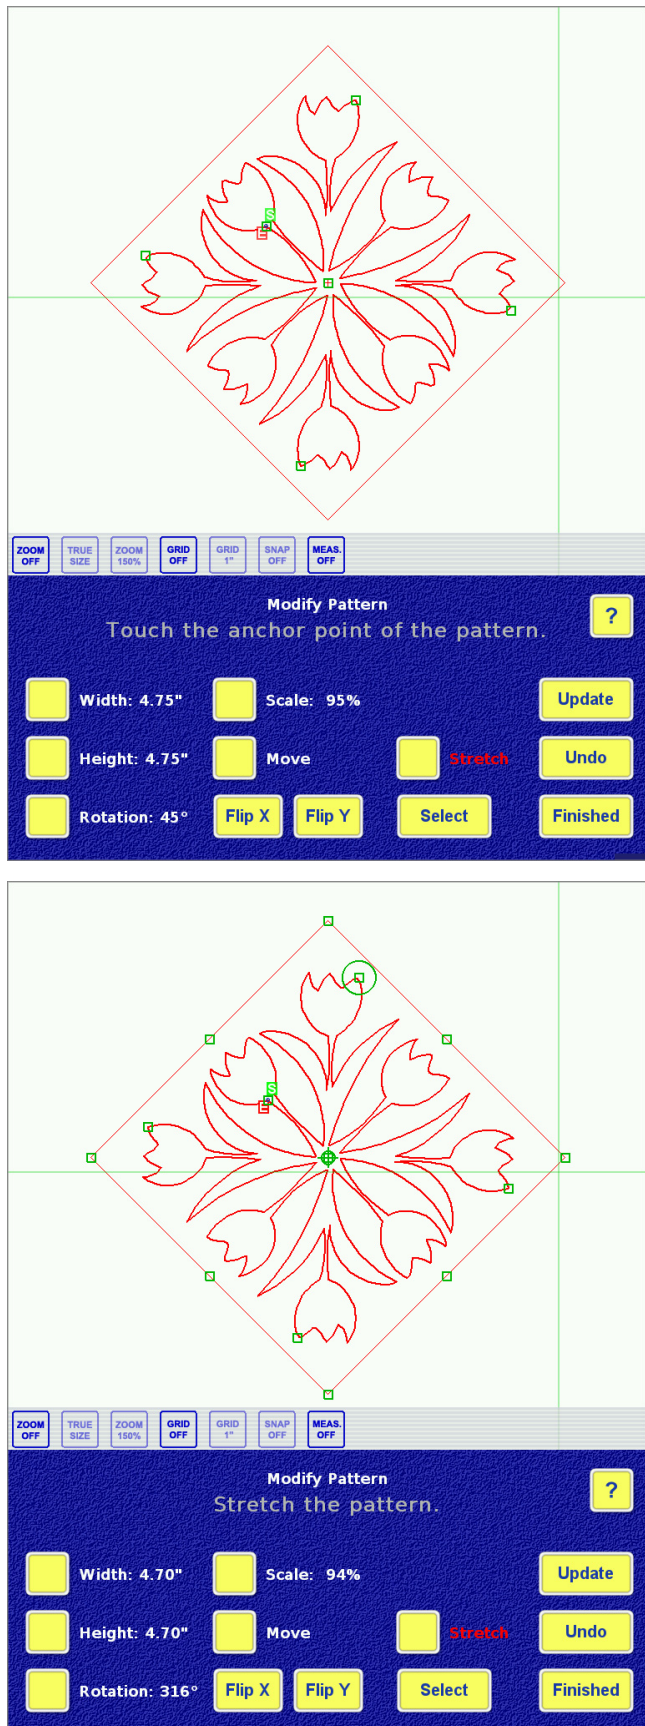 S
E
ZOOM OFF
TRUE SIZE
ZOOM 150%
GRID OFF
GRID 1"
SNAP OFF
MEAS. OFF
Modify Pattern
?
Touch the anchor point of the pattern.
Width: 4.75" Scale: 95% Update
Height: 4.75" Move Stretch Undo
Rotation: 45° Flip X Flip Y Select Finished
S
E
ZOOM OFF
TRUE SIZE
ZOOM 150%
GRID OFF
GRID 1"
SNAP OFF
MEAS. OFF
Modify Pattern
?
Stretch the pattern.
Width: 4.70" Scale: 94% Update
Height: 4.70" Move Stretch Undo
Rotation: 316° Flip X Flip Y Select Finished